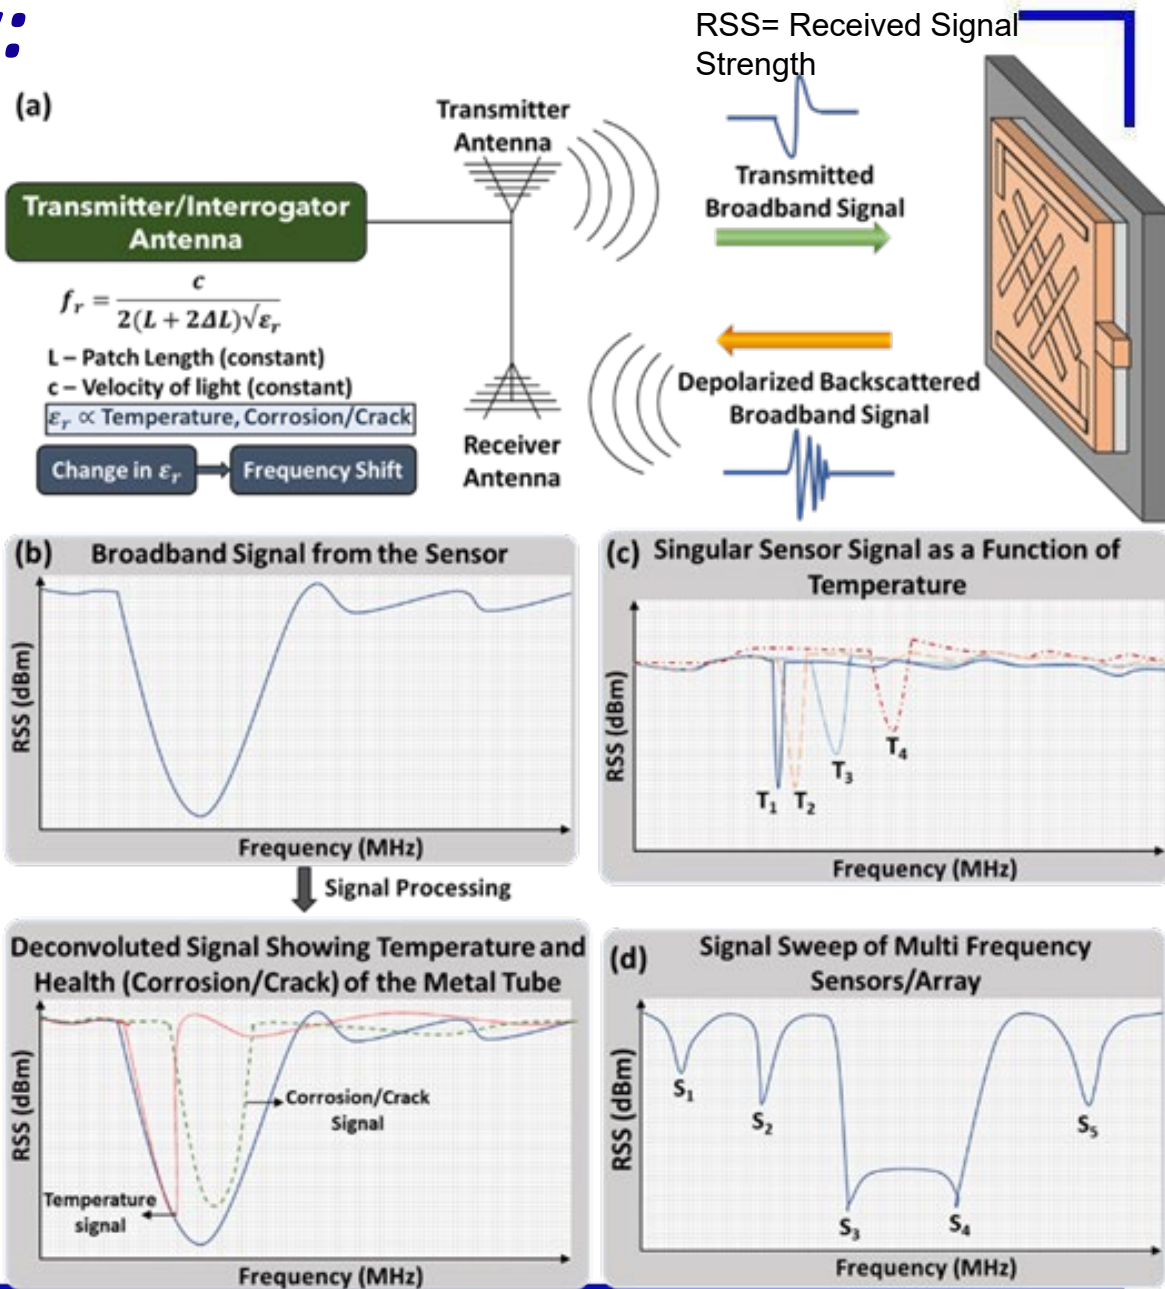 RSS= Received Signal
Strength
(a)
Transmitter
Antenna
Transmitter/Interrogator
Antenna
Transmitted
Broadband Signal
f_r = c / 2(L + 2ΔL)√ε_r
L – Patch Length (constant)
c – Velocity of light (constant)
ε_r ∝ Temperature, Corrosion/Crack
Change in ε_r
Frequency Shift
Depolarized Backscattered
Broadband Signal
Receiver
Antenna
(b)
Broadband Signal from the Sensor
RSS (dBm)
Frequency (MHz)
Signal Processing
(c)
Singular Sensor Signal as a Function of
Temperature
RSS (dBm)
T1
T2
T3
T4
Frequency (MHz)
Deconvoluted Signal Showing Temperature and
Health (Corrosion/Crack) of the Metal Tube
RSS (dBm)
Corrosion/Crack
Signal
Temperature
signal
Frequency (MHz)
(d)
Signal Sweep of Multi Frequency
Sensors/Array
RSS (dBm)
S1
S2
S3
S4
S5
Frequency (MHz)